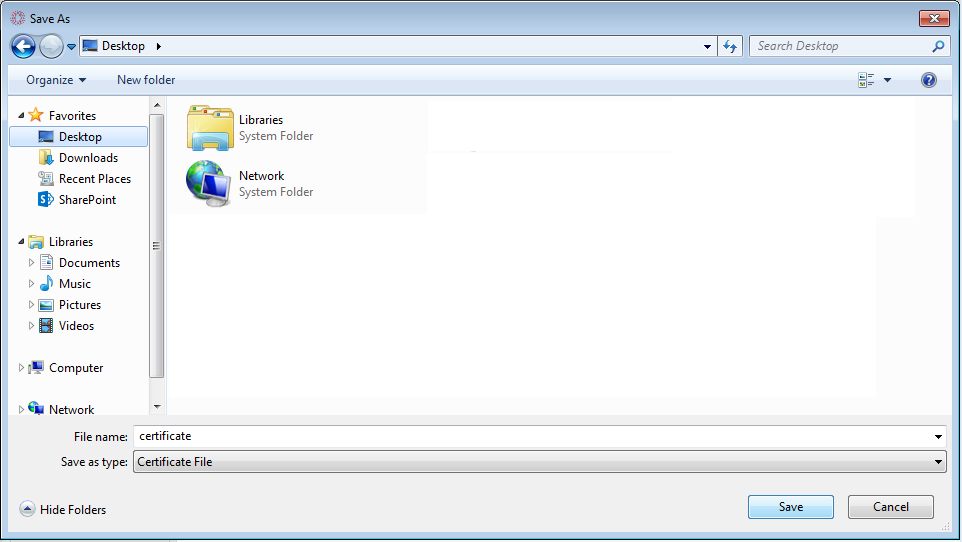 Save As
Desktop
Search Desktop
Organize New folder
Favorites
Desktop
Downloads
Recent Places
SharePoint
Libraries
Documents
Music
Pictures
Videos
Computer
Network
Libraries
System Folder
Network
System Folder
File name: certificate
Save as type: Certificate File
Hide Folders Save Cancel